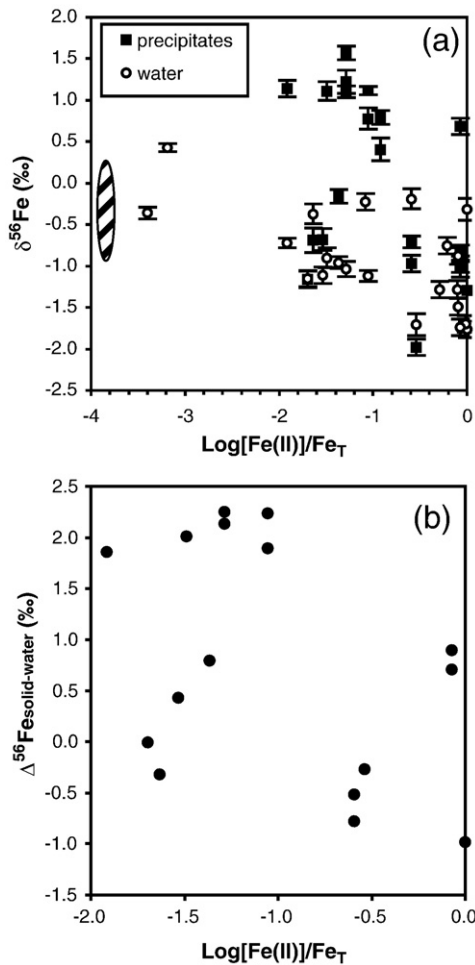 2.0
(a)
precipitates
water
1.5
1.0
0.5
0.0
-0.5
-1.0
-1.5
-2.0
-2.5
δ⁵⁶Fe (‰)
-4 -3 -2 -1 0
Log[Fe(II)]/Fe_T
2.5
(b)
2.0
1.5
1.0
0.5
0.0
-0.5
-1.0
-1.5
Δ⁵⁶Fe_solid-water (‰)
-2.0 -1.5 -1.0 -0.5 0.0
Log[Fe(II)]/Fe_T